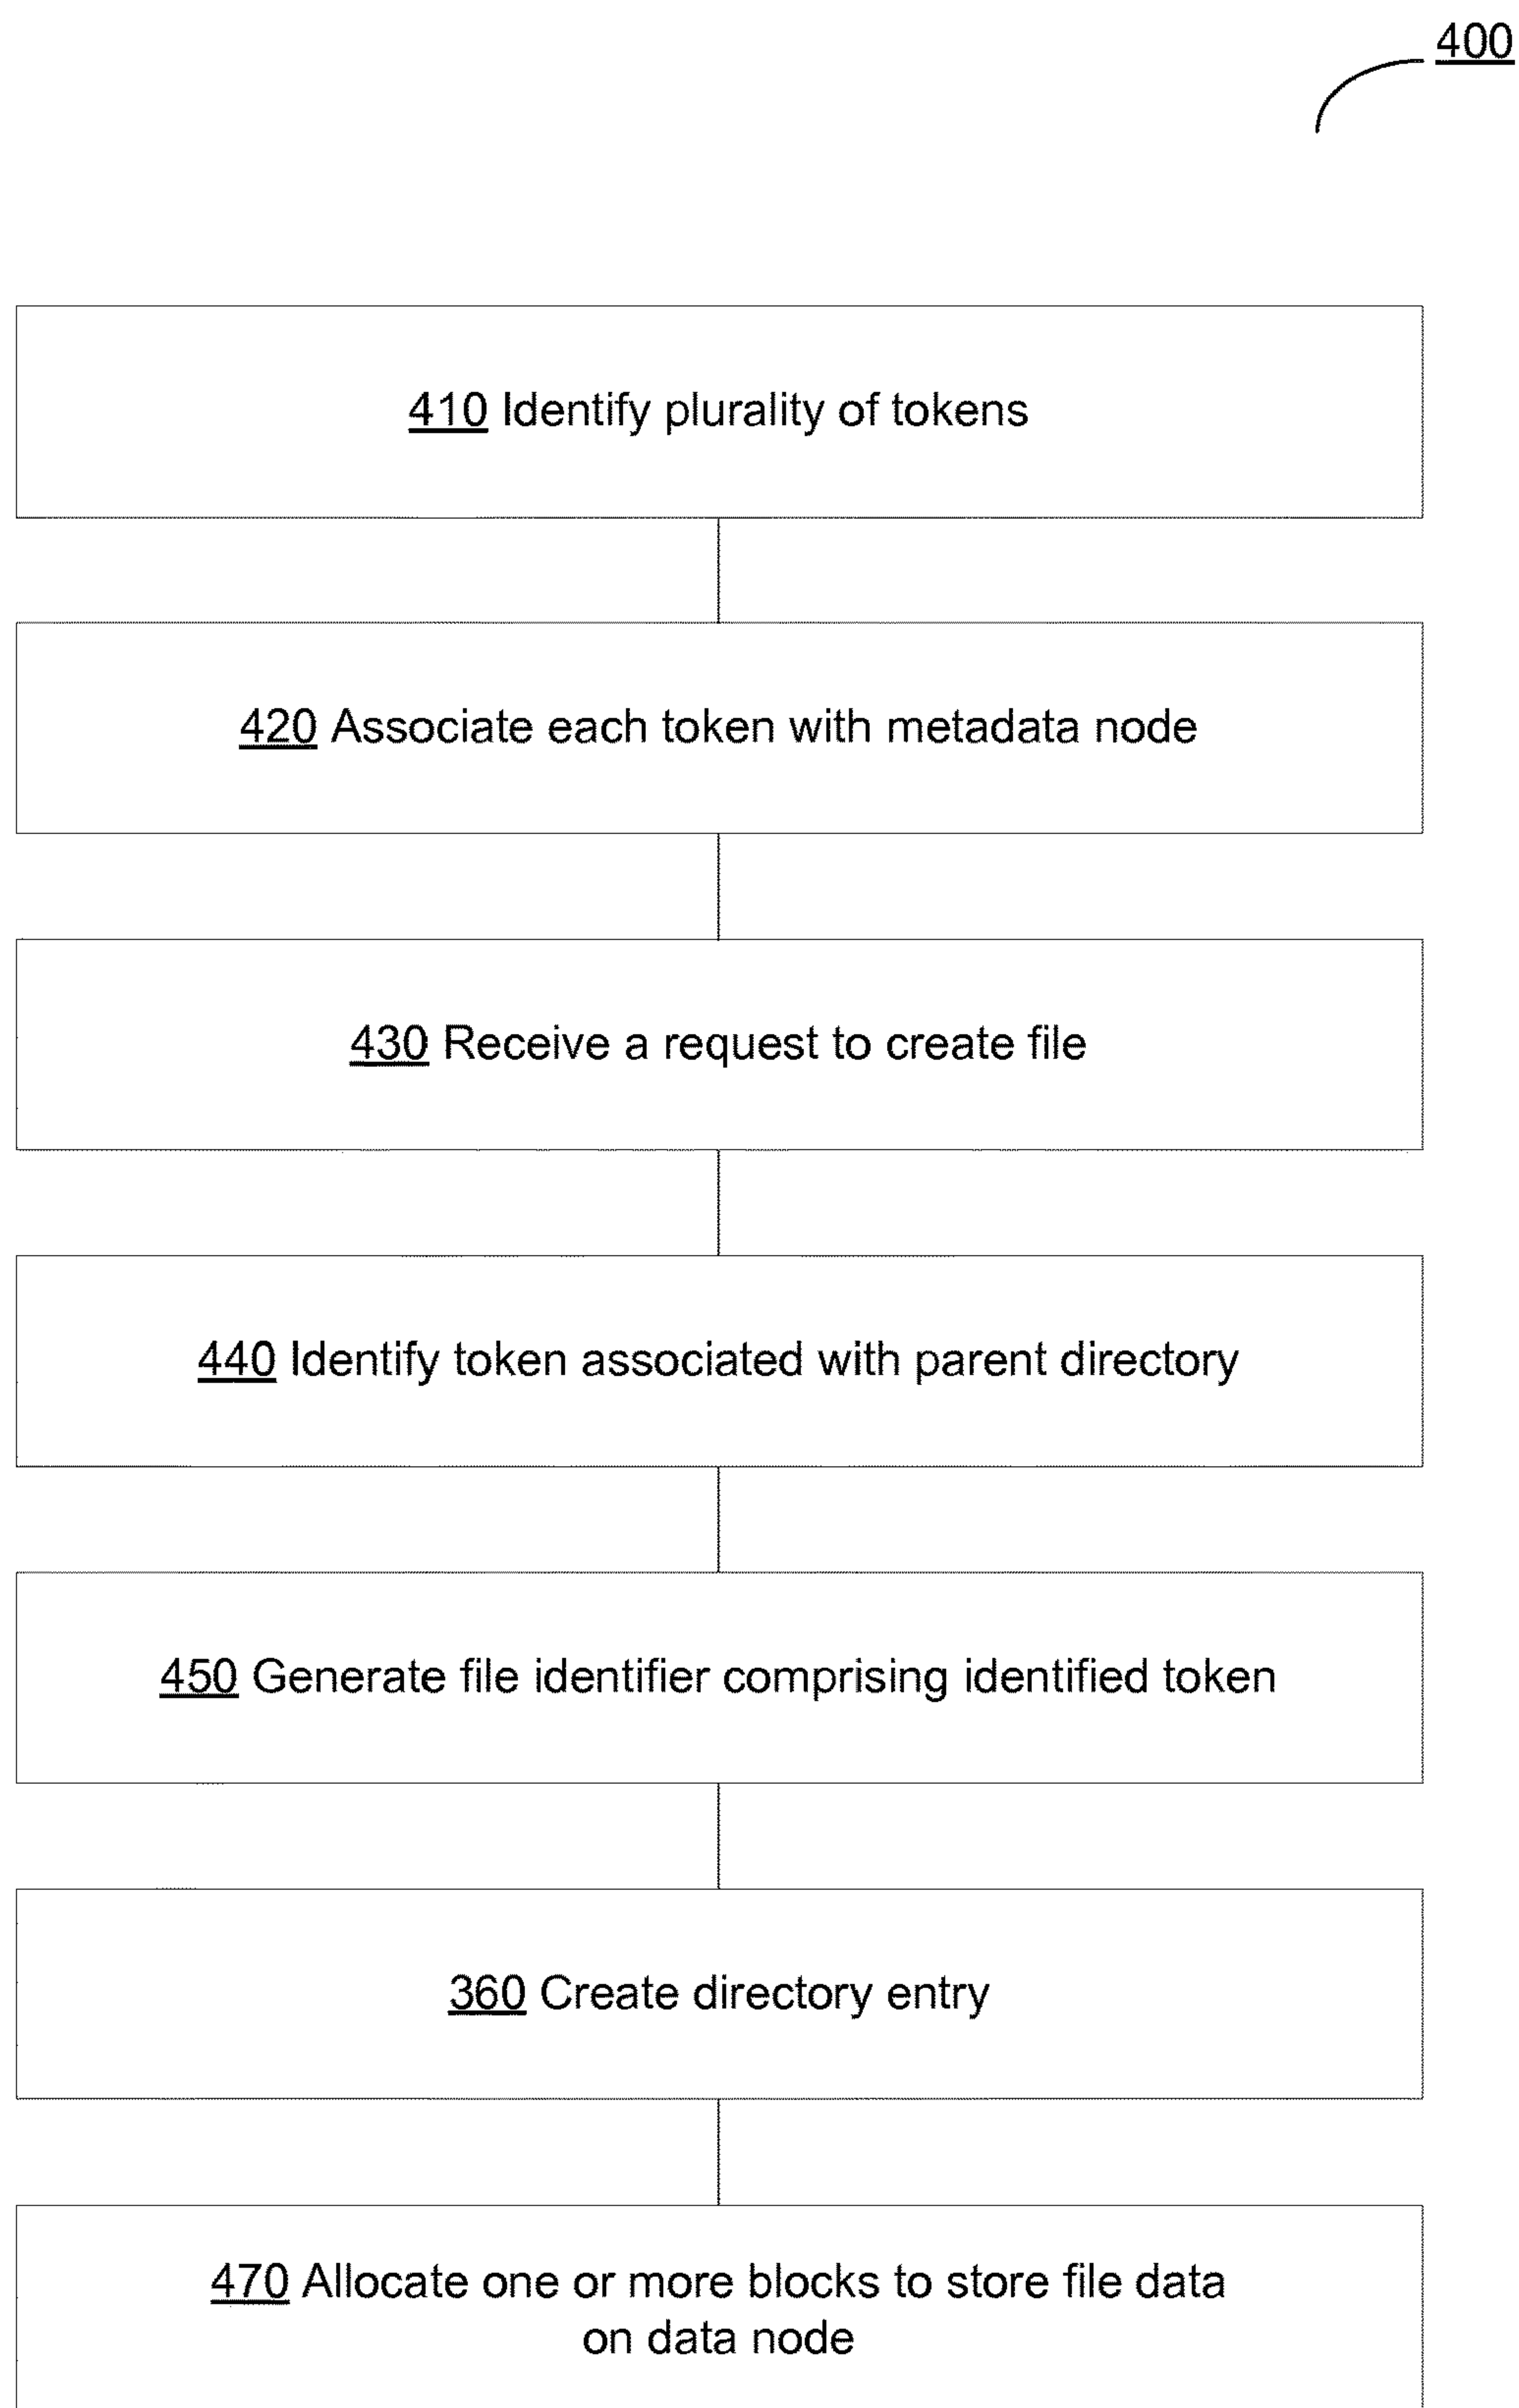 400
410 Identify plurality of tokens
420 Associate each token with metadata node
430 Receive a request to create file
440 Identify token associated with parent directory
450 Generate file identifier comprising identified token
360 Create directory entry
470 Allocate one or more blocks to store file data
on data node